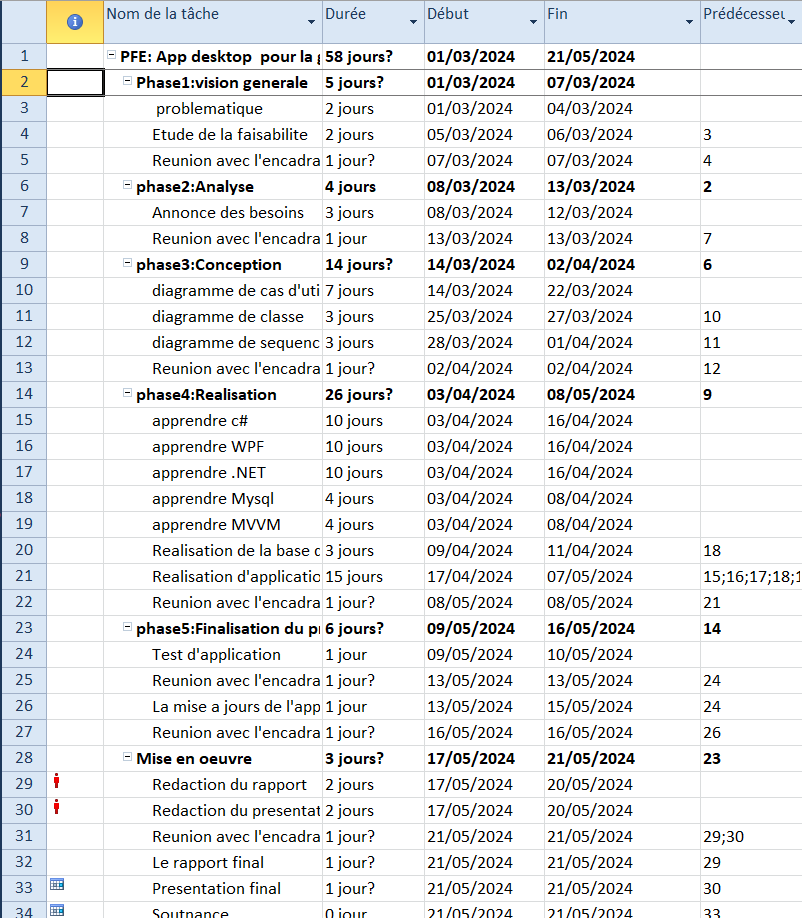 Nom de la tâche Durée Début Fin Prédécesseu
1 PFE: App desktop pour la g 58 jours? 01/03/2024 21/05/2024
2 Phase1:vision generale 5 jours? 01/03/2024 07/03/2024
3 problematique 2 jours 01/03/2024 04/03/2024
4 Etude de la faisabilite 2 jours 05/03/2024 06/03/2024 3
5 Reunion avec l'encadra 1 jour? 07/03/2024 07/03/2024 4
6 phase2:Analyse 4 jours 08/03/2024 13/03/2024 2
7 Annonce des besoins 3 jours 08/03/2024 12/03/2024
8 Reunion avec l'encadra 1 jour 13/03/2024 13/03/2024 7
9 phase3:Conception 14 jours? 14/03/2024 02/04/2024 6
10 diagramme de cas d'uti 7 jours 14/03/2024 22/03/2024
11 diagramme de classe 3 jours 25/03/2024 27/03/2024 10
12 diagramme de sequenc 3 jours 28/03/2024 01/04/2024 11
13 Reunion avec l'encadra 1 jour? 02/04/2024 02/04/2024 12
14 phase4:Realisation 26 jours? 03/04/2024 08/05/2024 9
15 apprendre c# 10 jours 03/04/2024 16/04/2024
16 apprendre WPF 10 jours 03/04/2024 16/04/2024
17 apprendre .NET 10 jours 03/04/2024 16/04/2024
18 apprendre Mysql 4 jours 03/04/2024 08/04/2024
19 apprendre MVVM 4 jours 03/04/2024 08/04/2024
20 Realisation de la base d 3 jours 09/04/2024 11/04/2024 18
21 Realisation d'applicatio 15 jours 17/04/2024 07/05/2024 15;16;17;18;1
22 Reunion avec l'encadra 1 jour? 08/05/2024 08/05/2024 21
23 phase5:Finalisation du pr 6 jours? 09/05/2024 16/05/2024 14
24 Test d'application 1 jour 09/05/2024 10/05/2024
25 Reunion avec l'encadra 1 jour? 13/05/2024 13/05/2024 24
26 La mise a jours de l'app 1 jour 13/05/2024 15/05/2024 24
27 Reunion avec l'encadra 1 jour? 16/05/2024 16/05/2024 26
28 Mise en oeuvre 3 jours? 17/05/2024 21/05/2024 23
29 Redaction du rapport 2 jours 17/05/2024 20/05/2024
30 Redaction du presentat 2 jours 17/05/2024 20/05/2024
31 Reunion avec l'encadra 1 jour? 21/05/2024 21/05/2024 29;30
32 Le rapport final 1 jour? 21/05/2024 21/05/2024 29
33 Presentation final 1 jour? 21/05/2024 21/05/2024 30
34 Soutnance 0 jour 21/05/2024 21/05/2024 33